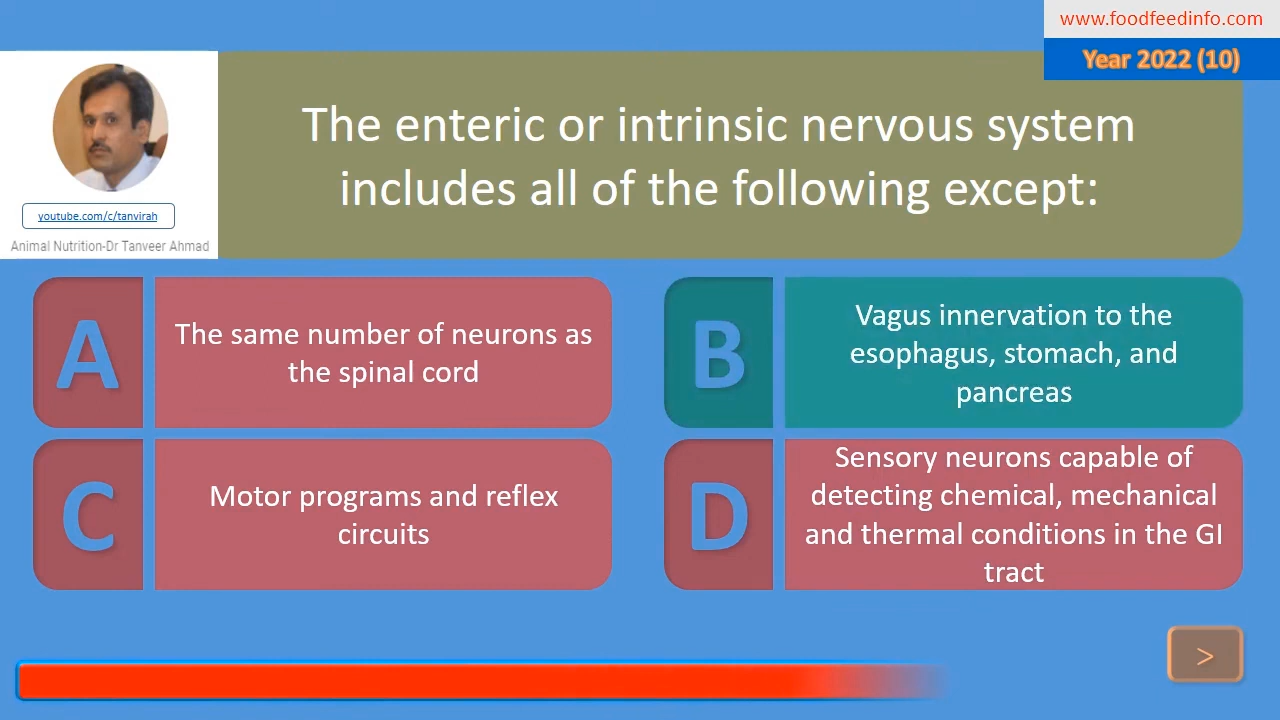 www.foodfeedinfo.com
Year 2022 (10)
The enteric or intrinsic nervous system
includes all of the following except:
youtube.com/c/tanvirah
Animal Nutrition-Dr Tanveer Ahmad
A
The same number of neurons as
the spinal cord
B
Vagus innervation to the
esophagus, stomach, and
pancreas
C
Motor programs and reflex
circuits
D
Sensory neurons capable of
detecting chemical, mechanical
and thermal conditions in the GI
tract
>